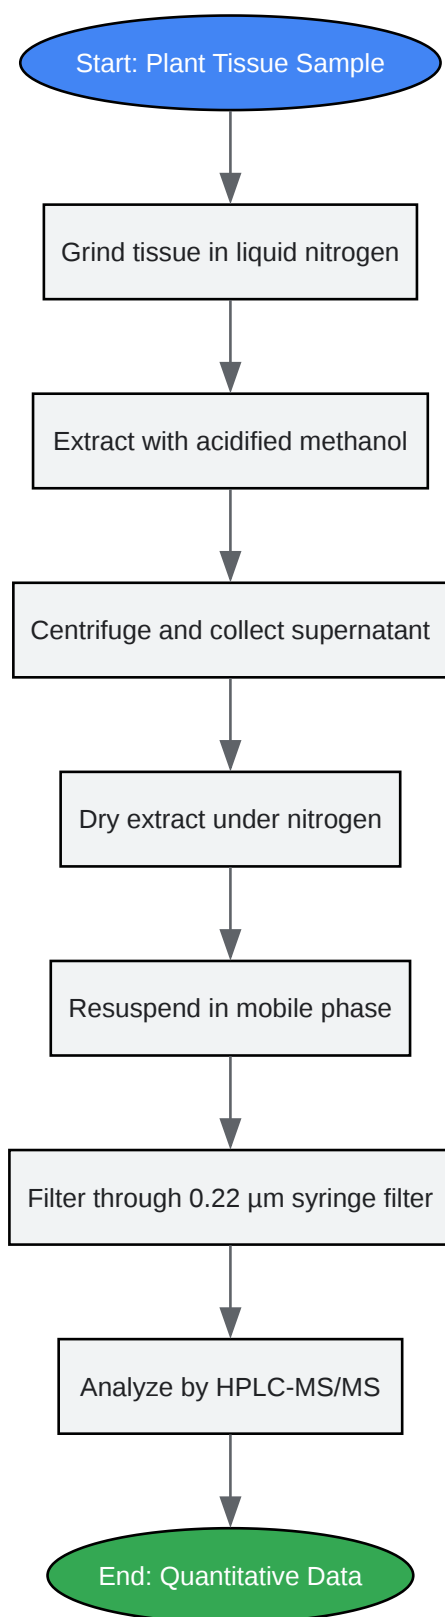 Start: Plant Tissue Sample
Grind tissue in liquid nitrogen
Extract with acidified methanol
Centrifuge and collect supernatant
Dry extract under nitrogen
Resuspend in mobile phase
Filter through 0.22 µm syringe filter
Analyze by HPLC-MS/MS
End: Quantitative Data